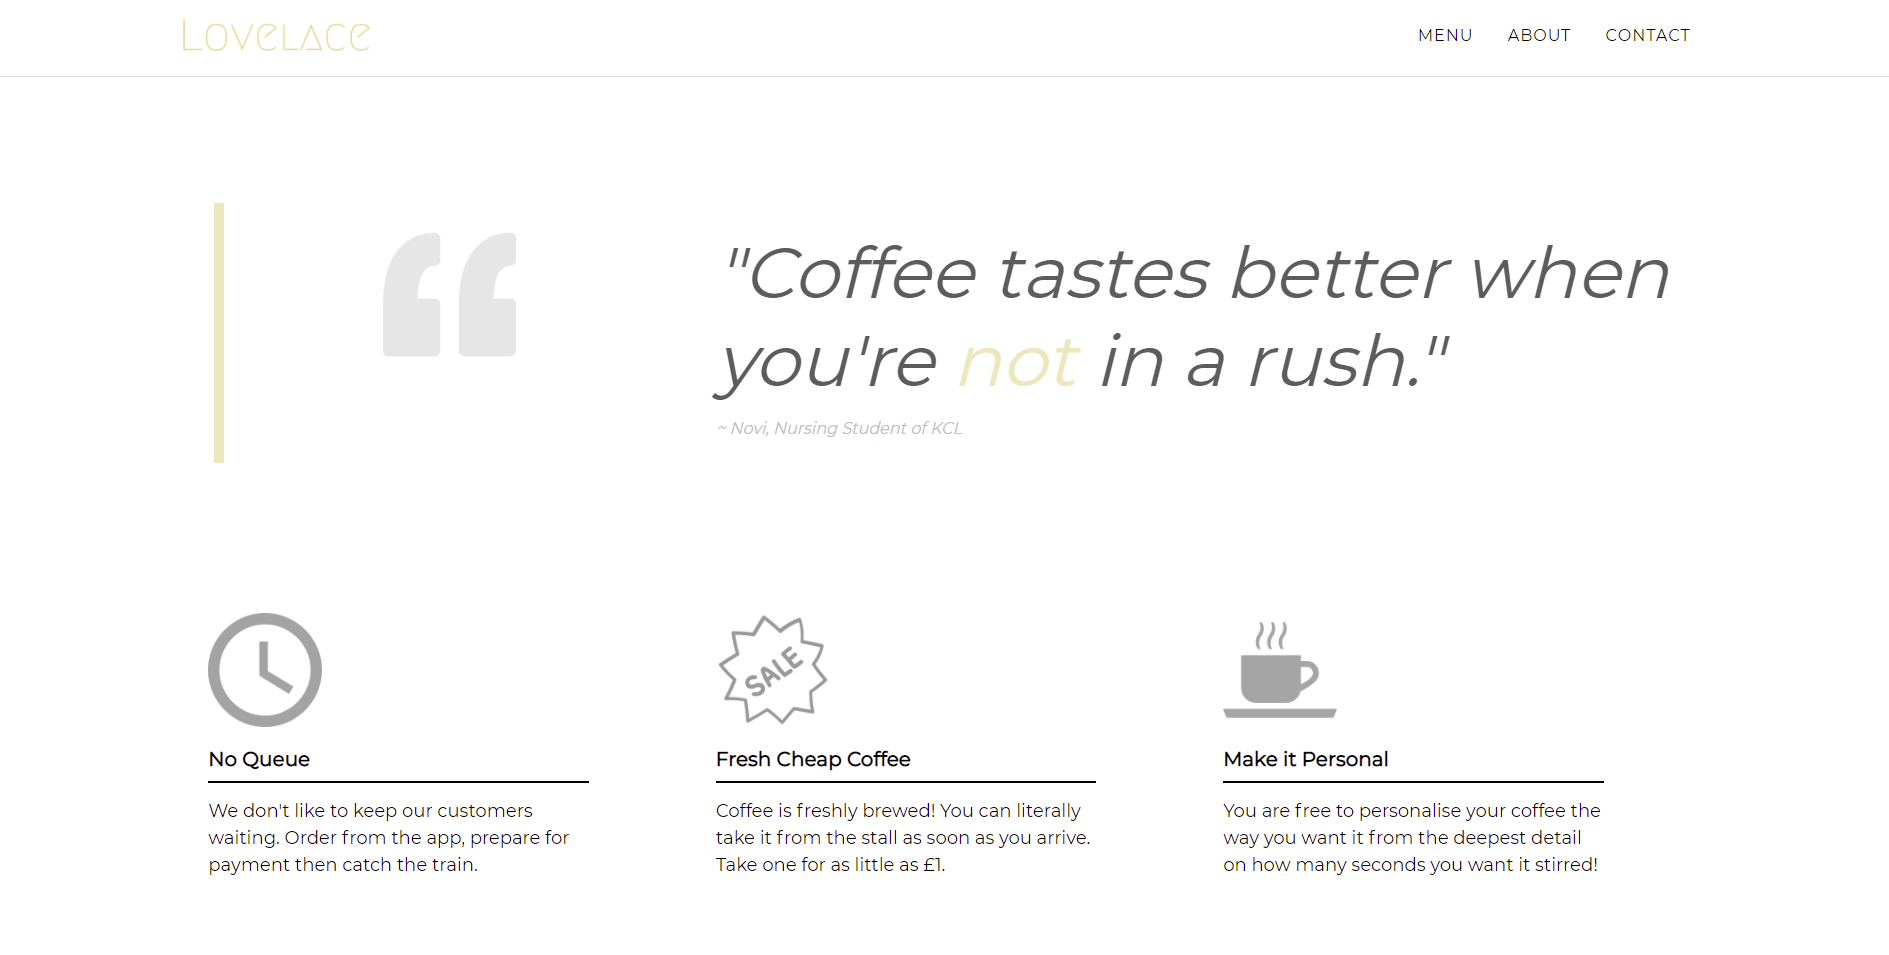 Lovelace
MENU ABOUT CONTACT
"Coffee tastes better when
you're not in a rush."
~ Novi, Nursing Student of KCL
SALE
No Queue
We don't like to keep our customers
waiting. Order from the app, prepare for
payment then catch the train.
Fresh Cheap Coffee
Coffee is freshly brewed! You can literally
take it from the stall as soon as you arrive.
Take one for as little as £1.
Make it Personal
You are free to personalise your coffee the
way you want it from the deepest detail
on how many seconds you want it stirred!